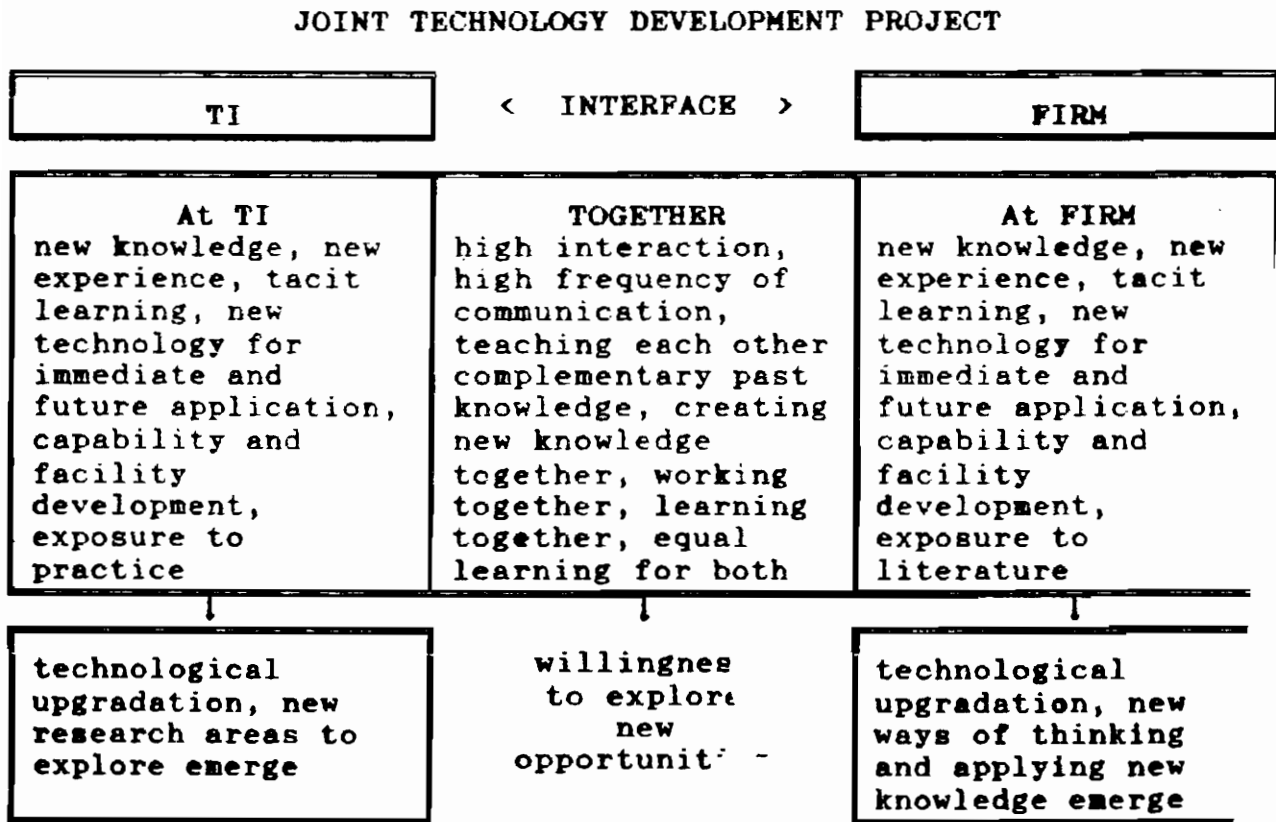 JOINT TECHNOLOGY DEVELOPMENT PROJECT
TI
< INTERFACE >
FIRM
At TI
new knowledge, new
experience, tacit
learning, new
technology for
immediate and
future application,
capability and
facility
development,
exposure to
practice
TOGETHER
high interaction,
high frequency of
communication,
teaching each other
complementary past
knowledge, creating
new knowledge
together, working
together, learning
together, equal
learning for both
At FIRM
new knowledge, new
experience, tacit
learning, new
technology for
immediate and
future application,
capability and
facility
development,
exposure to
literature
technological
upgradation, new
research areas to
explore emerge
willingnes
to explore
new
opportunit
technological
upgradation, new
ways of thinking
and applying new
knowledge emerge